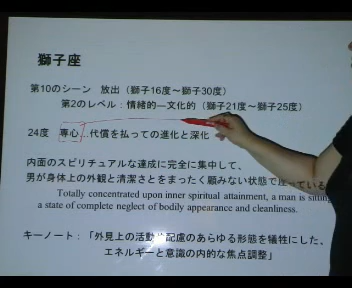 獅子座
第10のシーン 放出（獅子16度～獅子30度）
第2のレベル：情緒的―文化的（獅子21度～獅子25度）
24度 専心…代償を払っての進化と深化
内面のスピリチュアルな達成に完全に集中して、
男が身体上の外観と清潔さとをまったく顧みない状態で座っている
Totally concentrated upon inner spiritual attainment, a man is sitting
a state of complete neglect of bodily appearance and cleanliness.
キーノート：「外見上の活動や配慮のあらゆる形態を犠牲にした、
エネルギーと意識の内的な焦点調整」